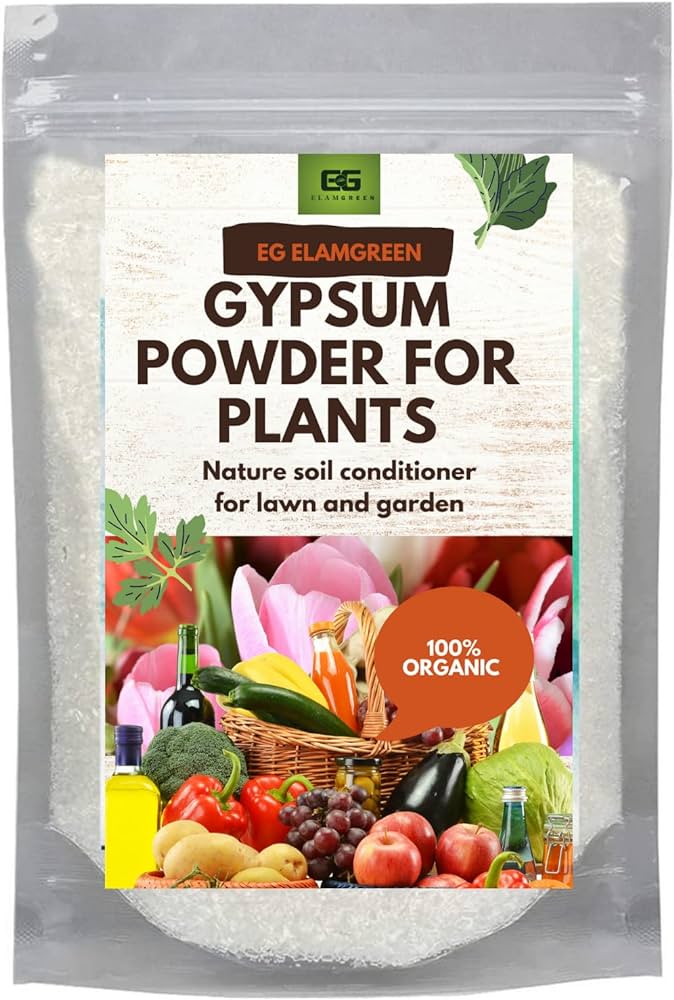 EG
ELAMGREEN
EG ELAMGREEN
GYPSUM
POWDER FOR
PLANTS
Nature soil conditioner
for lawn and garden
100%
ORGANIC